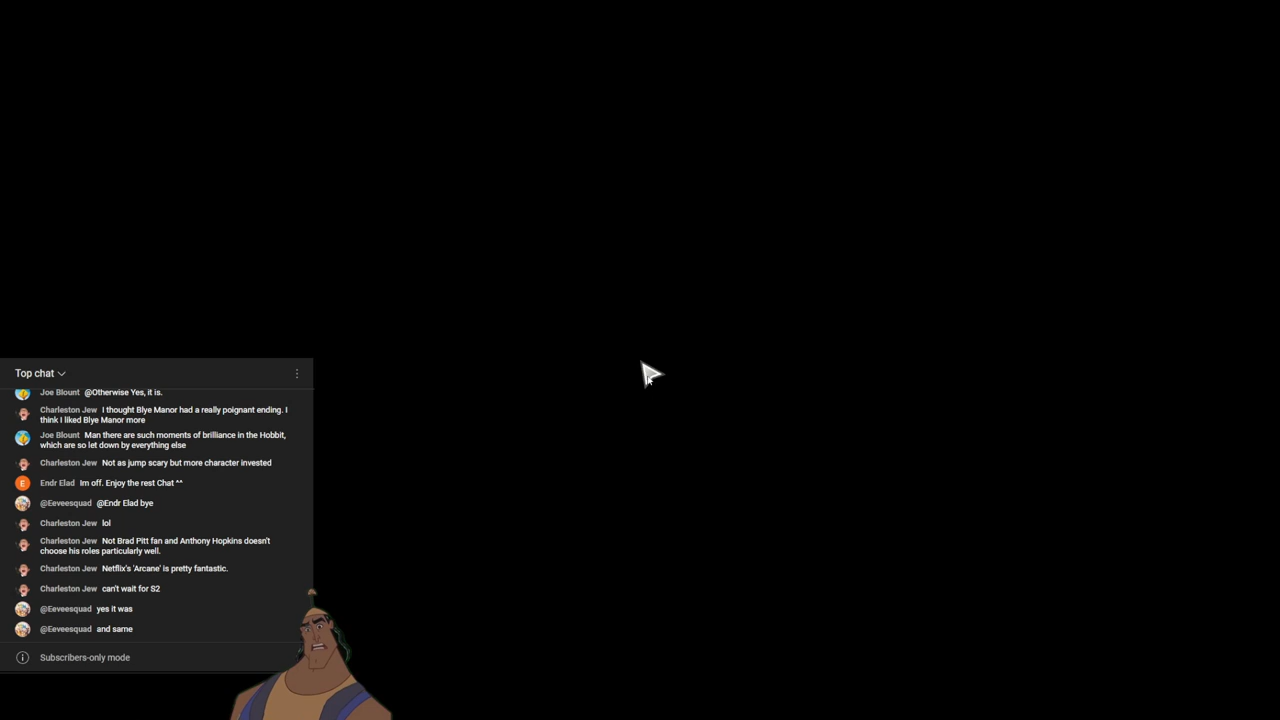 Top chat
Joe Blount @Otherwise Yes, it is.
Charleston Jew I thought Blye Manor had a really poignant ending. I
think I liked Blye Manor more
Joe Blount Man there are such moments of brilliance in the Hobbit,
which are so let down by everything else
Charleston Jew Not as jump scary but more character invested
E Endr Elad Im off. Enjoy the rest Chat ^^
@Eeveesquad @Endr Elad bye
Charleston Jew lol
Charleston Jew Not Brad Pitt fan and Anthony Hopkins doesn't
choose his roles particularly well.
Charleston Jew Netflix's 'Arcane' is pretty fantastic.
Charleston Jew can't wait for S2
@Eeveesquad yes it was
@Eeveesquad and same
Subscribers-only mode